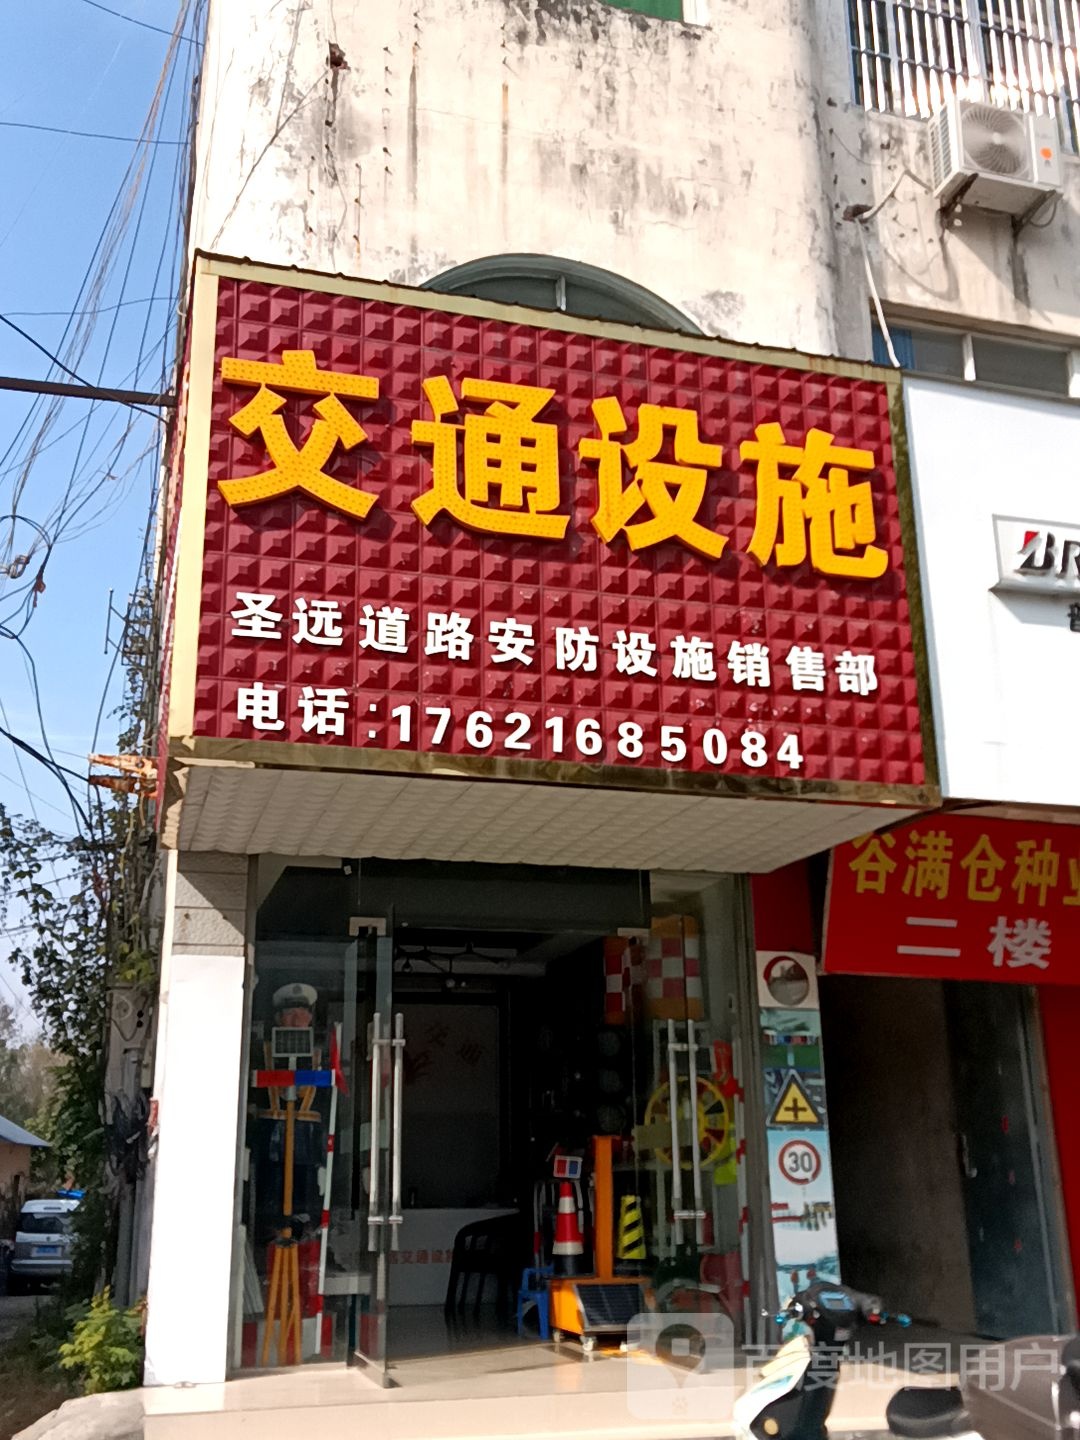 交通设施
圣远道路安防设施销售部
电话:17621685084
谷满仓种业
二楼
30
百度地图用户